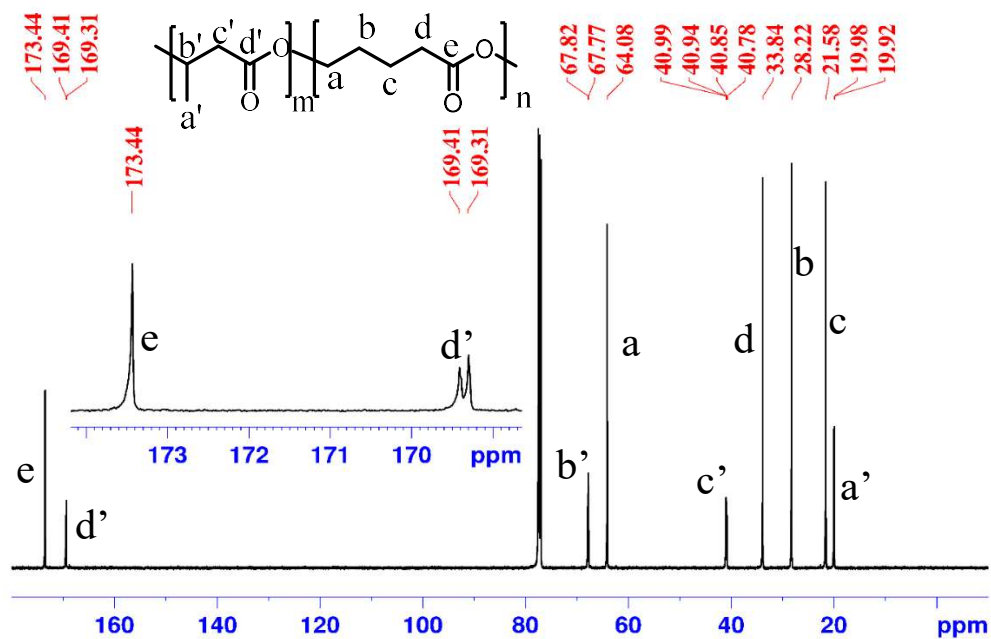 173.44
169.41
169.31
67.82
67.77
64.08
40.99
40.94
40.85
40.78
33.84
28.22
21.58
19.98
19.92
b' c' d' O b d e O
a' O m a c O n
173.44
169.41
169.31
e
d’
173 172 171 170 ppm
e
d’
b’
a
c’
d
b
c
a’
160 140 120 100 80 60 40 20 ppm